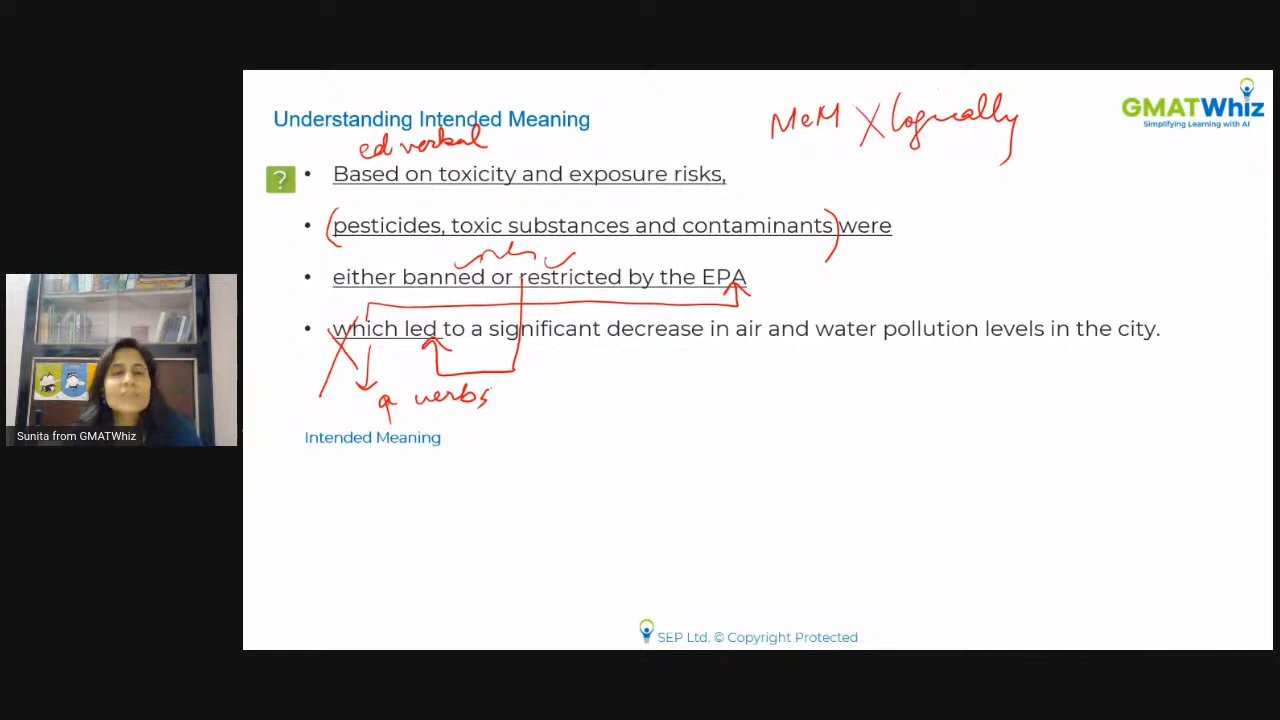 MeM X logically
GMATWhiz
Simplifying Learning with AI
Understanding Intended Meaning
ed verbal
?
• Based on toxicity and exposure risks,
• pesticides, toxic substances and contaminants were
• either banned or restricted by the EPA
• which led to a significant decrease in air and water pollution levels in the city.
verbs
Sunita from GMATWhiz
Intended Meaning
SEP Ltd. © Copyright Protected